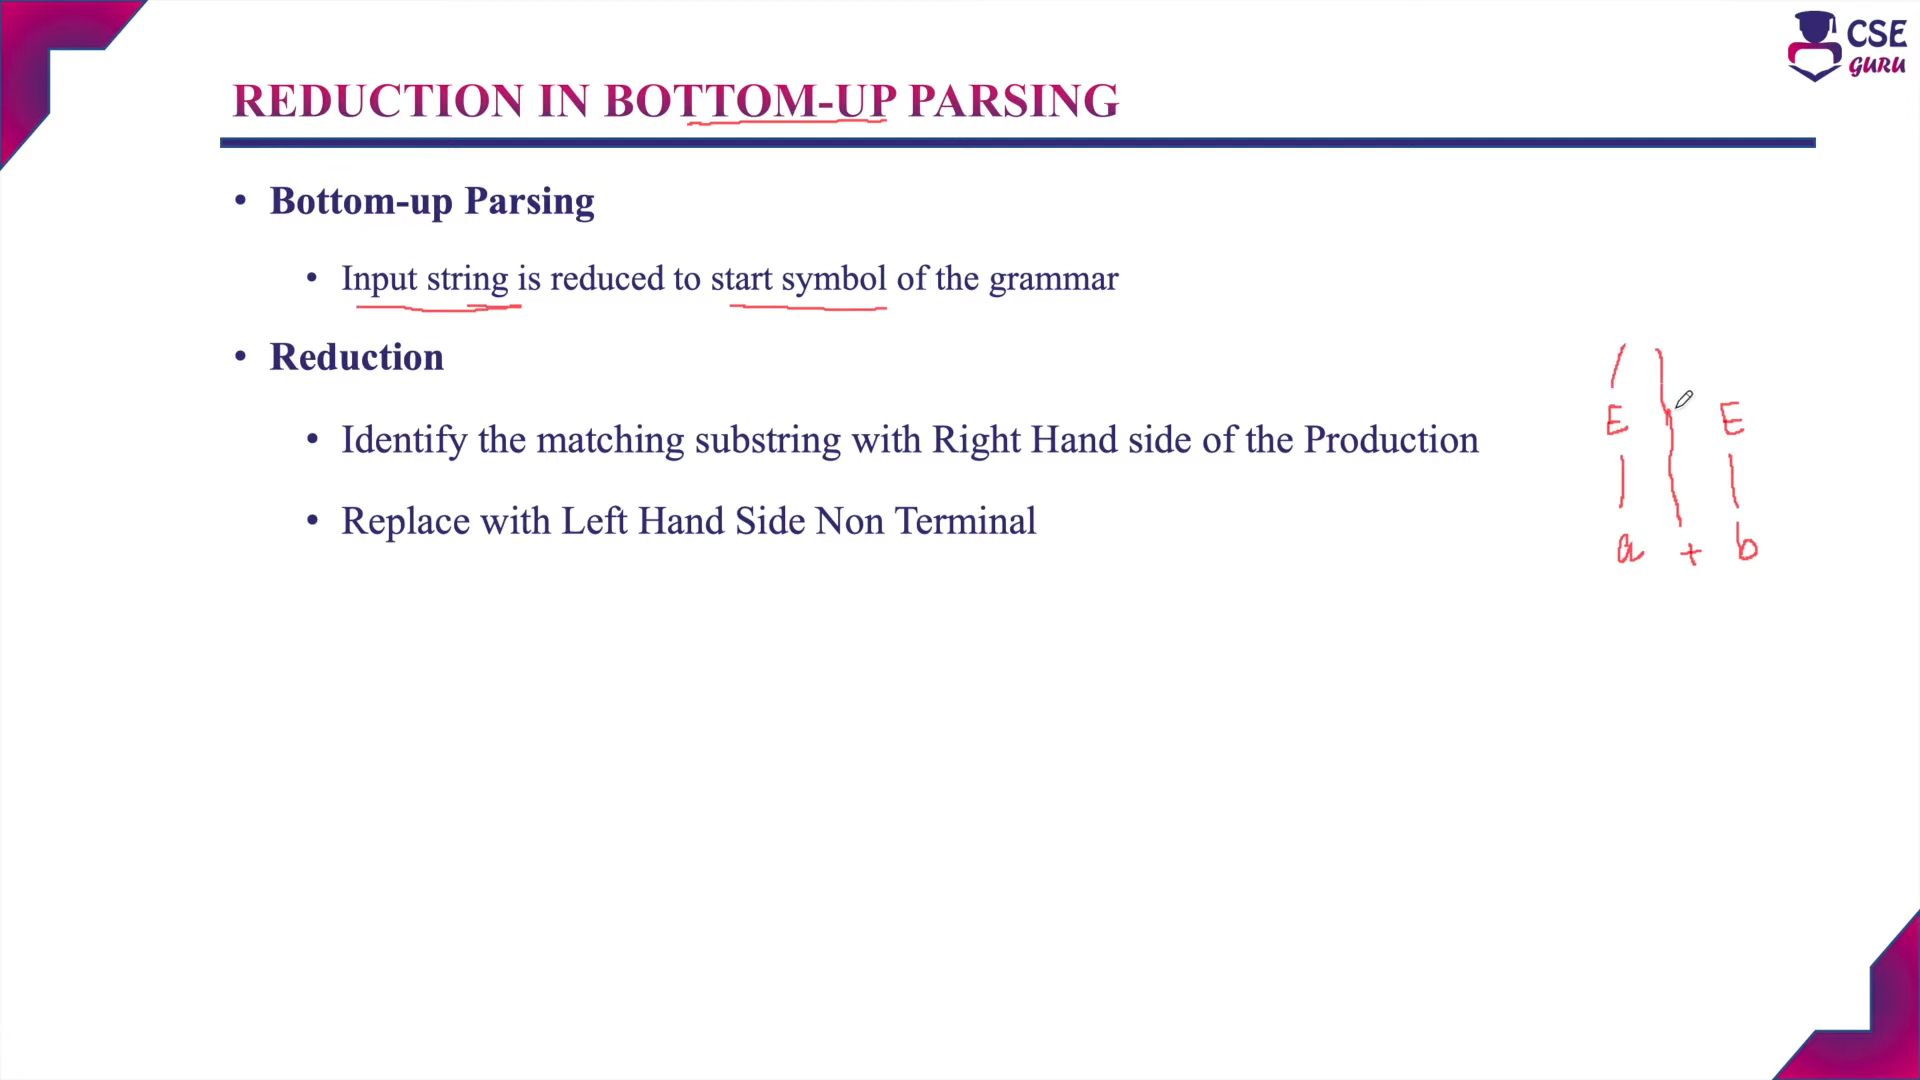 CSE
GURU
REDUCTION IN BOTTOM-UP PARSING
• Bottom-up Parsing
• Input string is reduced to start symbol of the grammar
• Reduction
• Identify the matching substring with Right Hand side of the Production
• Replace with Left Hand Side Non Terminal
E E
a + b